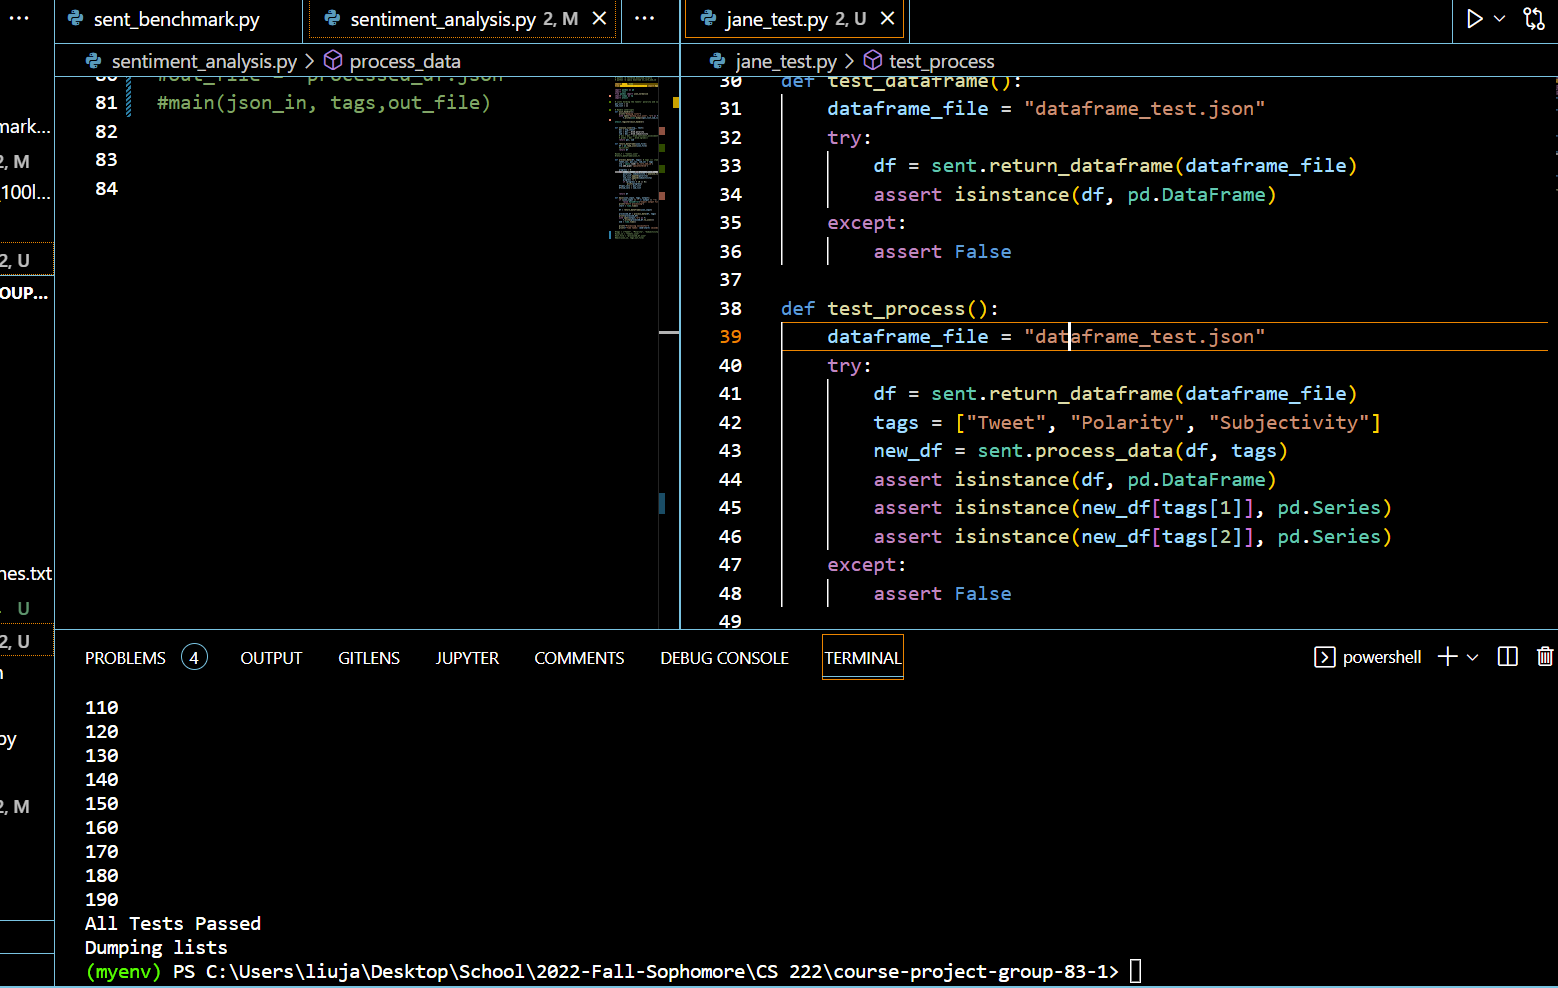 sent_benchmark.py
sentiment_analysis.py 2, M
jane_test.py 2, U
sentiment_analysis.py > process_data
jane_test.py > test_process
81 #main(json_in, tags,out_file)
82
83
84
mark...
2, M
_100l...
2, U
OUP...
nes.txt
U
2, U
py
2, M
30 def test_dataframe():
31 dataframe_file = "dataframe_test.json"
32 try:
33 df = sent.return_dataframe(dataframe_file)
34 assert isinstance(df, pd.DataFrame)
35 except:
36 assert False
37
38 def test_process():
39 dataframe_file = "dataframe_test.json"
40 try:
41 df = sent.return_dataframe(dataframe_file)
42 tags = ["Tweet", "Polarity", "Subjectivity"]
43 new_df = sent.process_data(df, tags)
44 assert isinstance(df, pd.DataFrame)
45 assert isinstance(new_df[tags[1]], pd.Series)
46 assert isinstance(new_df[tags[2]], pd.Series)
47 except:
48 assert False
49
PROBLEMS 4 OUTPUT GITLENS JUPYTER COMMENTS DEBUG CONSOLE TERMINAL powershell
110
120
130
140
150
160
170
180
190
All Tests Passed
Dumping lists
(myenv) PS C:\Users\liuja\Desktop\School\2022-Fall-Sophomore\CS 222\course-project-group-83-1>